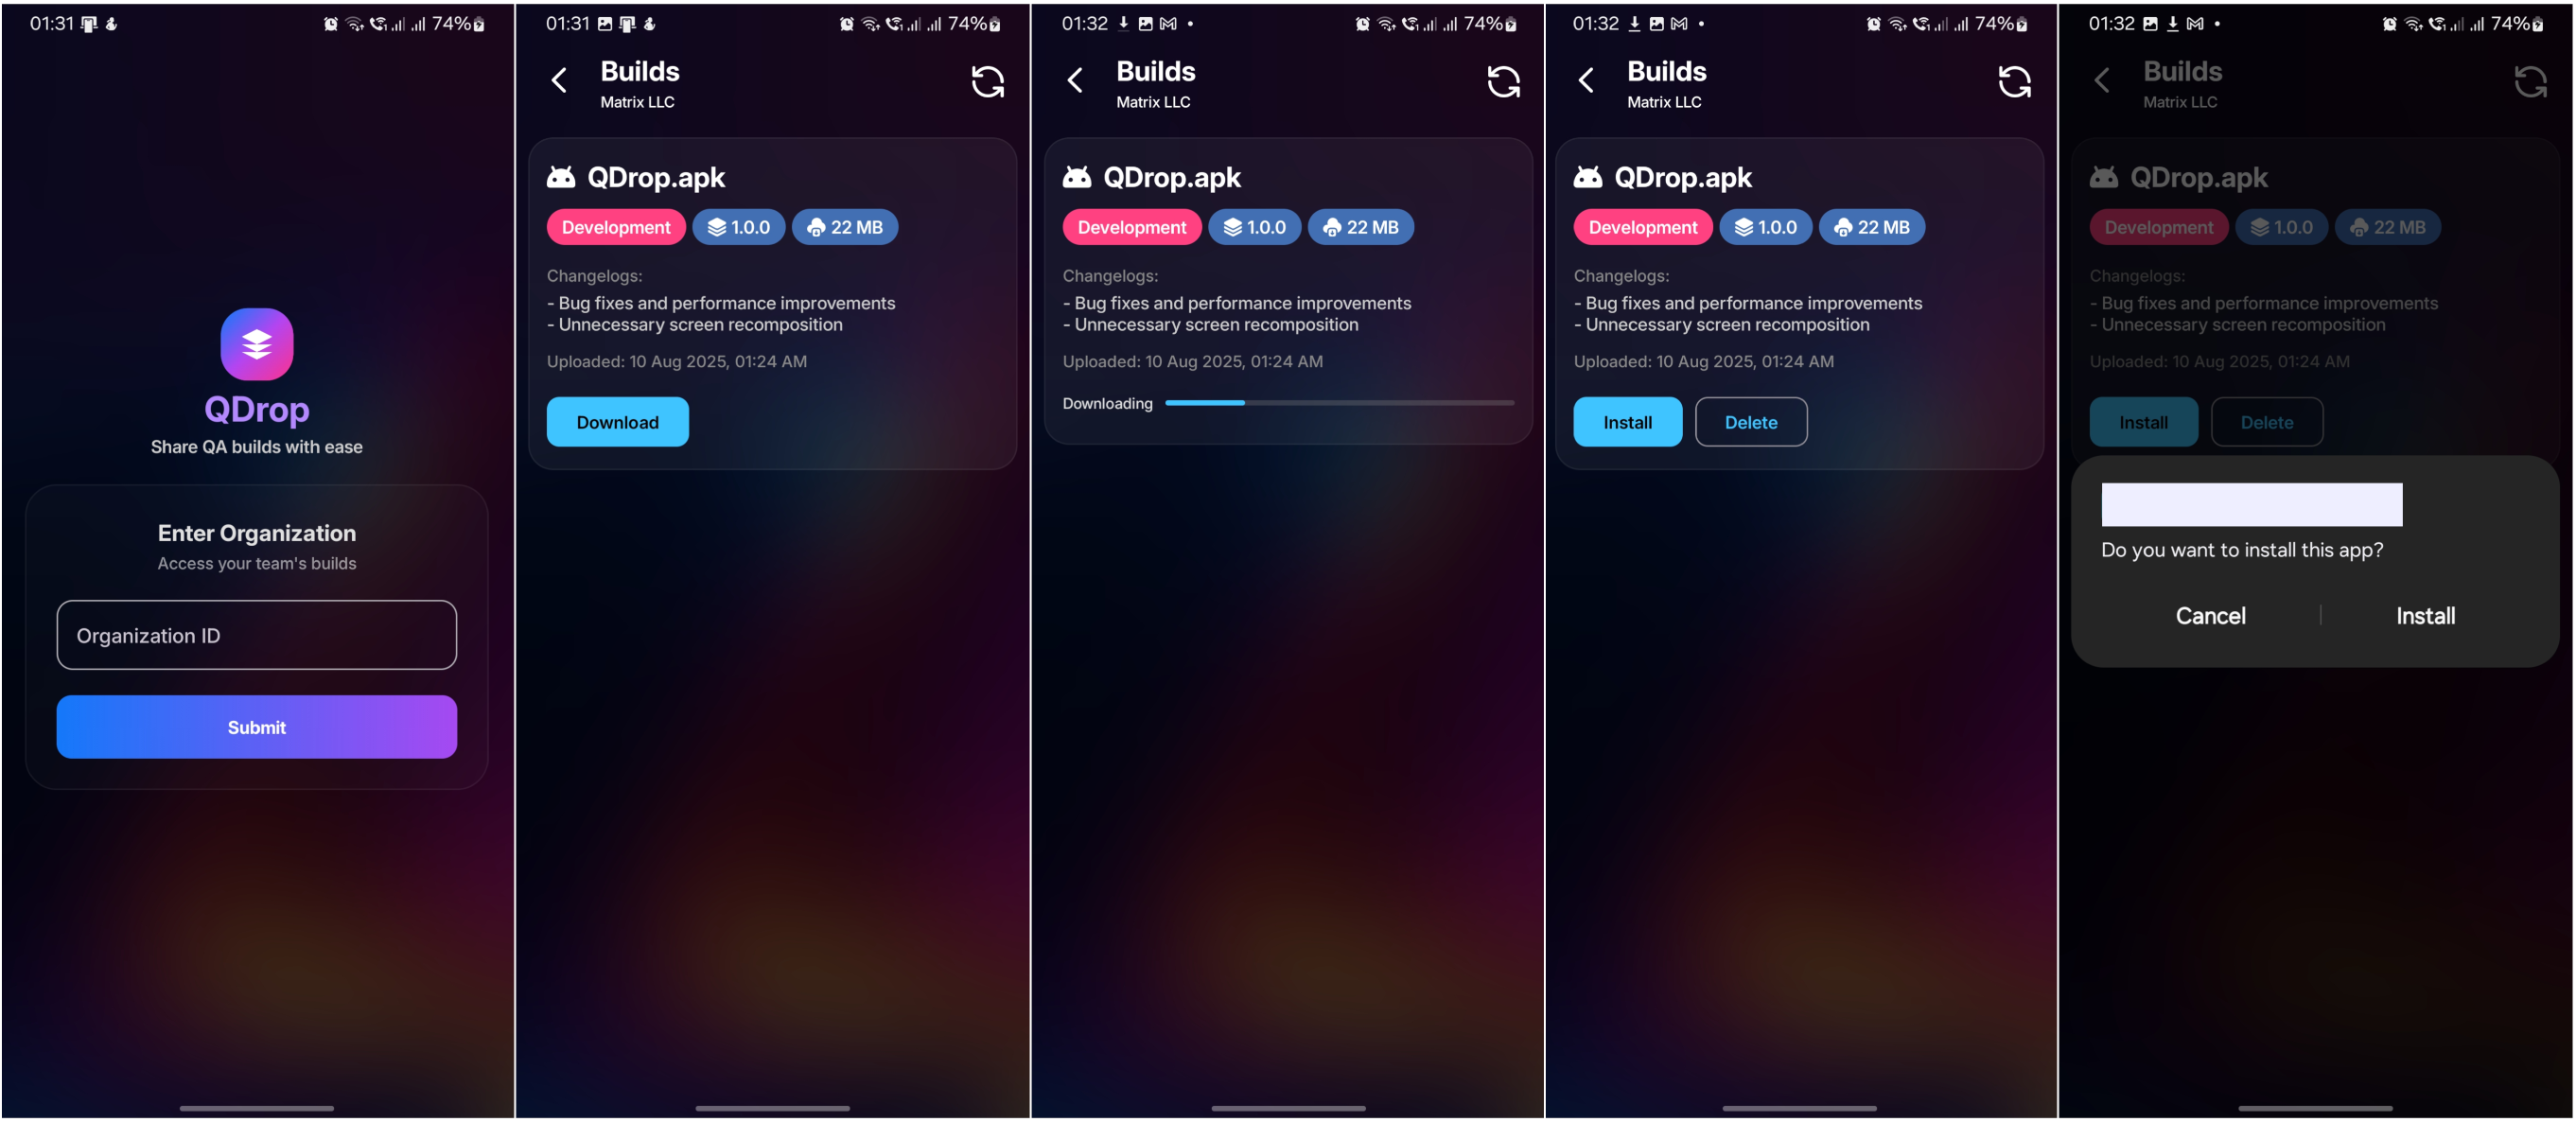 01:31
74%
QDrop
Share QA builds with ease
Enter Organization
Access your team's builds
Organization ID
Submit
01:31
74%
Builds
Matrix LLC
QDrop.apk
Development 1.0.0 22 MB
Changelogs:
- Bug fixes and performance improvements
- Unnecessary screen recomposition
Uploaded: 10 Aug 2025, 01:24 AM
Download
01:32
74%
Builds
Matrix LLC
QDrop.apk
Development 1.0.0 22 MB
Changelogs:
- Bug fixes and performance improvements
- Unnecessary screen recomposition
Uploaded: 10 Aug 2025, 01:24 AM
Downloading
01:32
74%
Builds
Matrix LLC
QDrop.apk
Development 1.0.0 22 MB
Changelogs:
- Bug fixes and performance improvements
- Unnecessary screen recomposition
Uploaded: 10 Aug 2025, 01:24 AM
Install Delete
01:32
74%
Builds
Matrix LLC
QDrop.apk
Development 1.0.0 22 MB
Changelogs:
- Bug fixes and performance improvements
- Unnecessary screen recomposition
Uploaded: 10 Aug 2025, 01:24 AM
Install Delete
Do you want to install this app?
Cancel Install